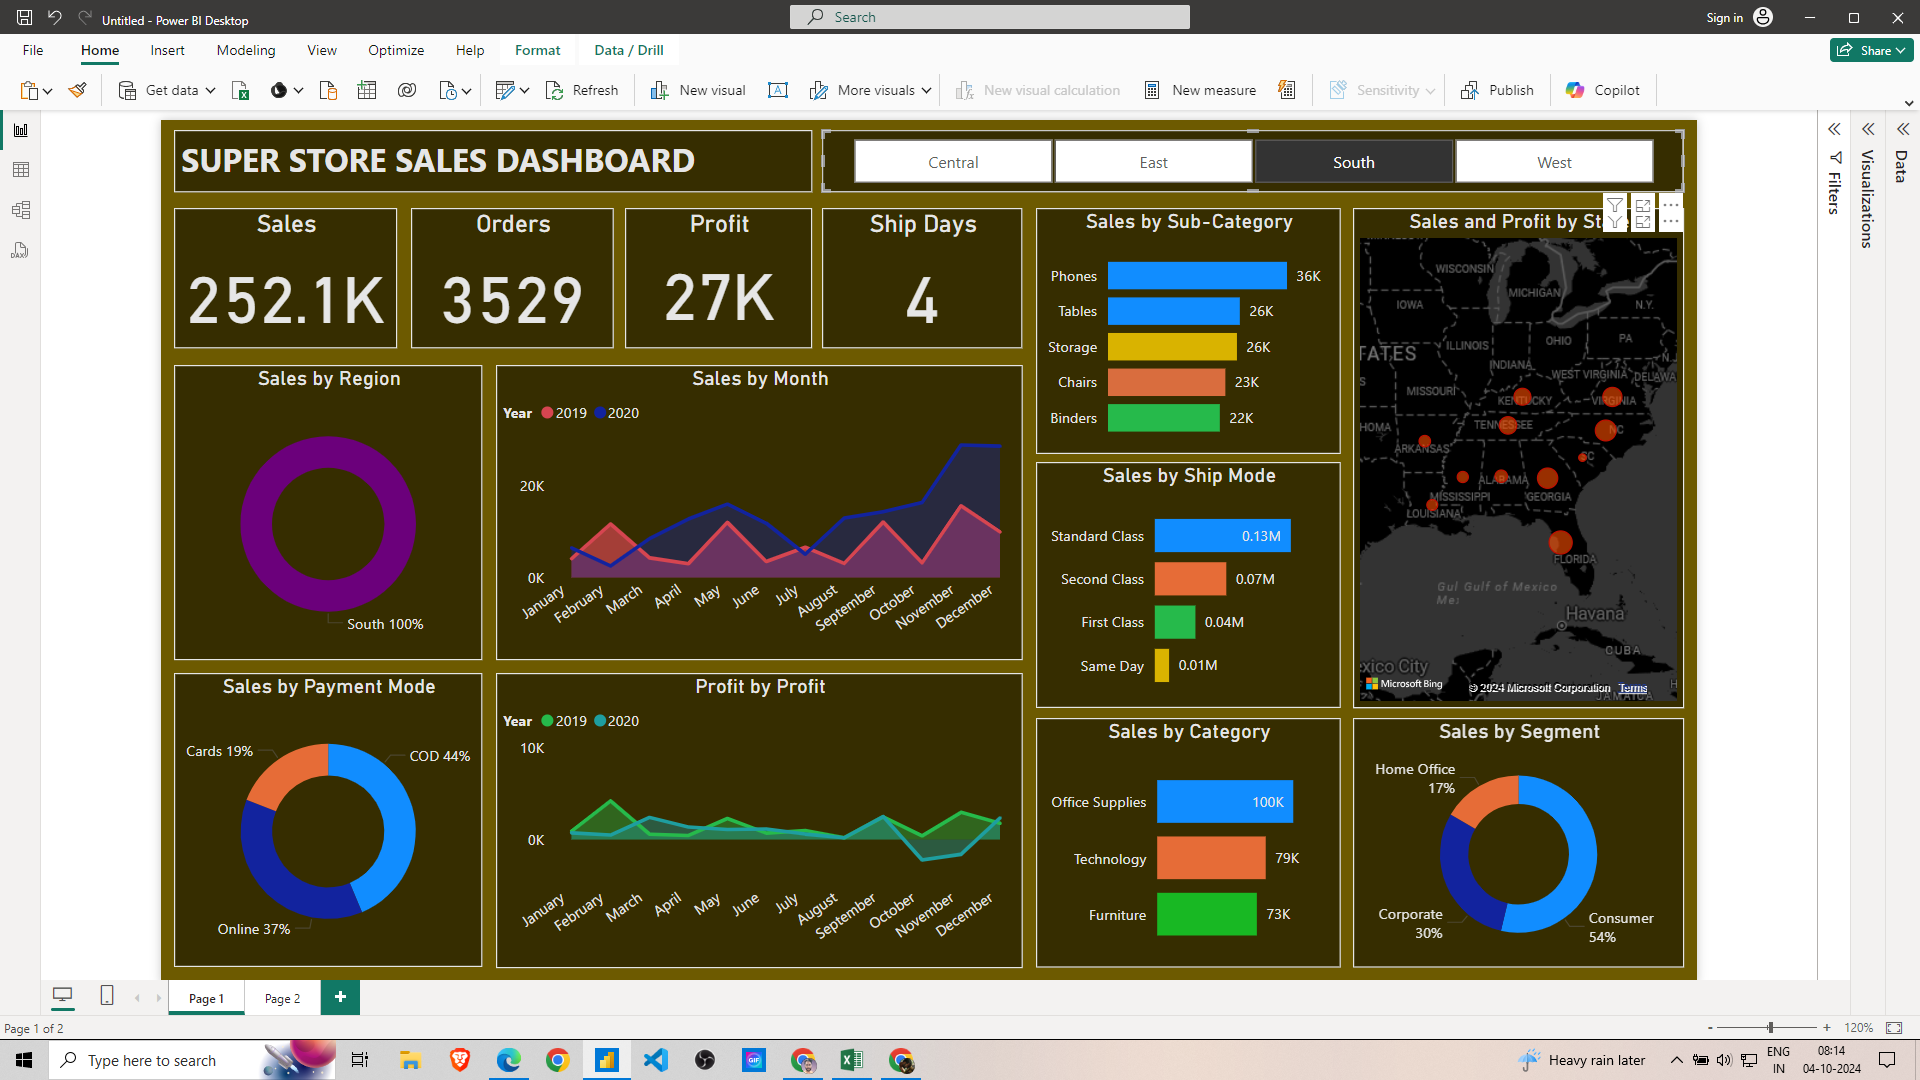 Untitled - Power BI Desktop
Search
Sign in
File
Home
Insert
Modeling
View
Optimize
Help
Format
Data / Drill
Share
Get data
Refresh
New visual
More visuals
New visual calculation
New measure
Sensitivity
Publish
Copilot
SUPER STORE SALES DASHBOARD
Central
East
South
West
Filters
Visualizations
Data
Sales
252.1K
Orders
3529
Profit
27K
Ship Days
4
Sales by Sub-Category
Phones
36K
Tables
26K
Storage
26K
Chairs
23K
Binders
22K
Sales and Profit by St
WISCONSIN
MICHIGAN
N.Y.
IOWA
TATES
ILLINOIS
OHIO
PA
N.
INDIANA
WEST VIRGINIA
DELAWA
S
MISSOURI
KENTUCKY
VIRGINIA
HOMA
TENNESSEE
NC
ARKANSAS
SC
ALABAMA
MISSISSIPPI
GEORGIA
LOUISIANA
FLORIDA
Gul Gulf of Mexico
Me:
Havana
CUBA
exico City
JAMAICA
H
Microsoft Bing
© 2024 Microsoft Corporation
Terms
Sales by Region
South 100%
Sales by Month
Year
2019
2020
20K
0K
January
February
March
April
May
June
July
August
September
October
November
December
Sales by Ship Mode
Standard Class
0.13M
Second Class
0.07M
First Class
0.04M
Same Day
0.01M
Sales by Payment Mode
Cards 19%
COD 44%
Online 37%
Profit by Profit
Year
2019
2020
10K
0K
January
February
March
April
May
June
July
August
September
October
November
December
Sales by Category
Office Supplies
100K
Technology
79K
Furniture
73K
Sales by Segment
Home Office
17%
Corporate
30%
Consumer
54%
Page 1
Page 2
+
Page 1 of 2
- +
120%
Type here to search
GIF
Heavy rain later
ENG
IN
08:14
04-10-2024